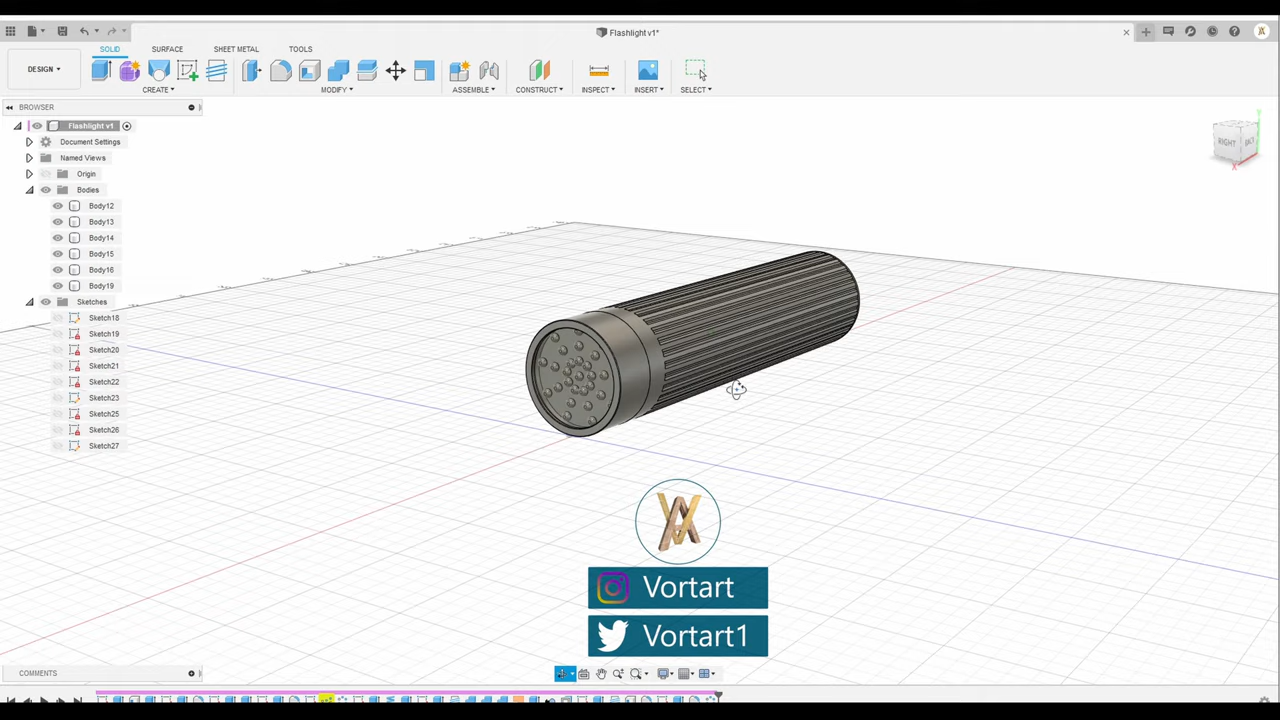 Flashlight v1*
SOLID SURFACE SHEET METAL TOOLS
DESIGN
CREATE MODIFY ASSEMBLE CONSTRUCT INSPECT INSERT SELECT
BROWSER
Flashlight v1
Document Settings
Named Views
Origin
Bodies
Body12
Body13
Body14
Body15
Body16
Body19
Sketches
Sketch18
Sketch19
Sketch20
Sketch21
Sketch22
Sketch23
Sketch25
Sketch26
Sketch27
RIGHT
Vortart
Vortart1
COMMENTS